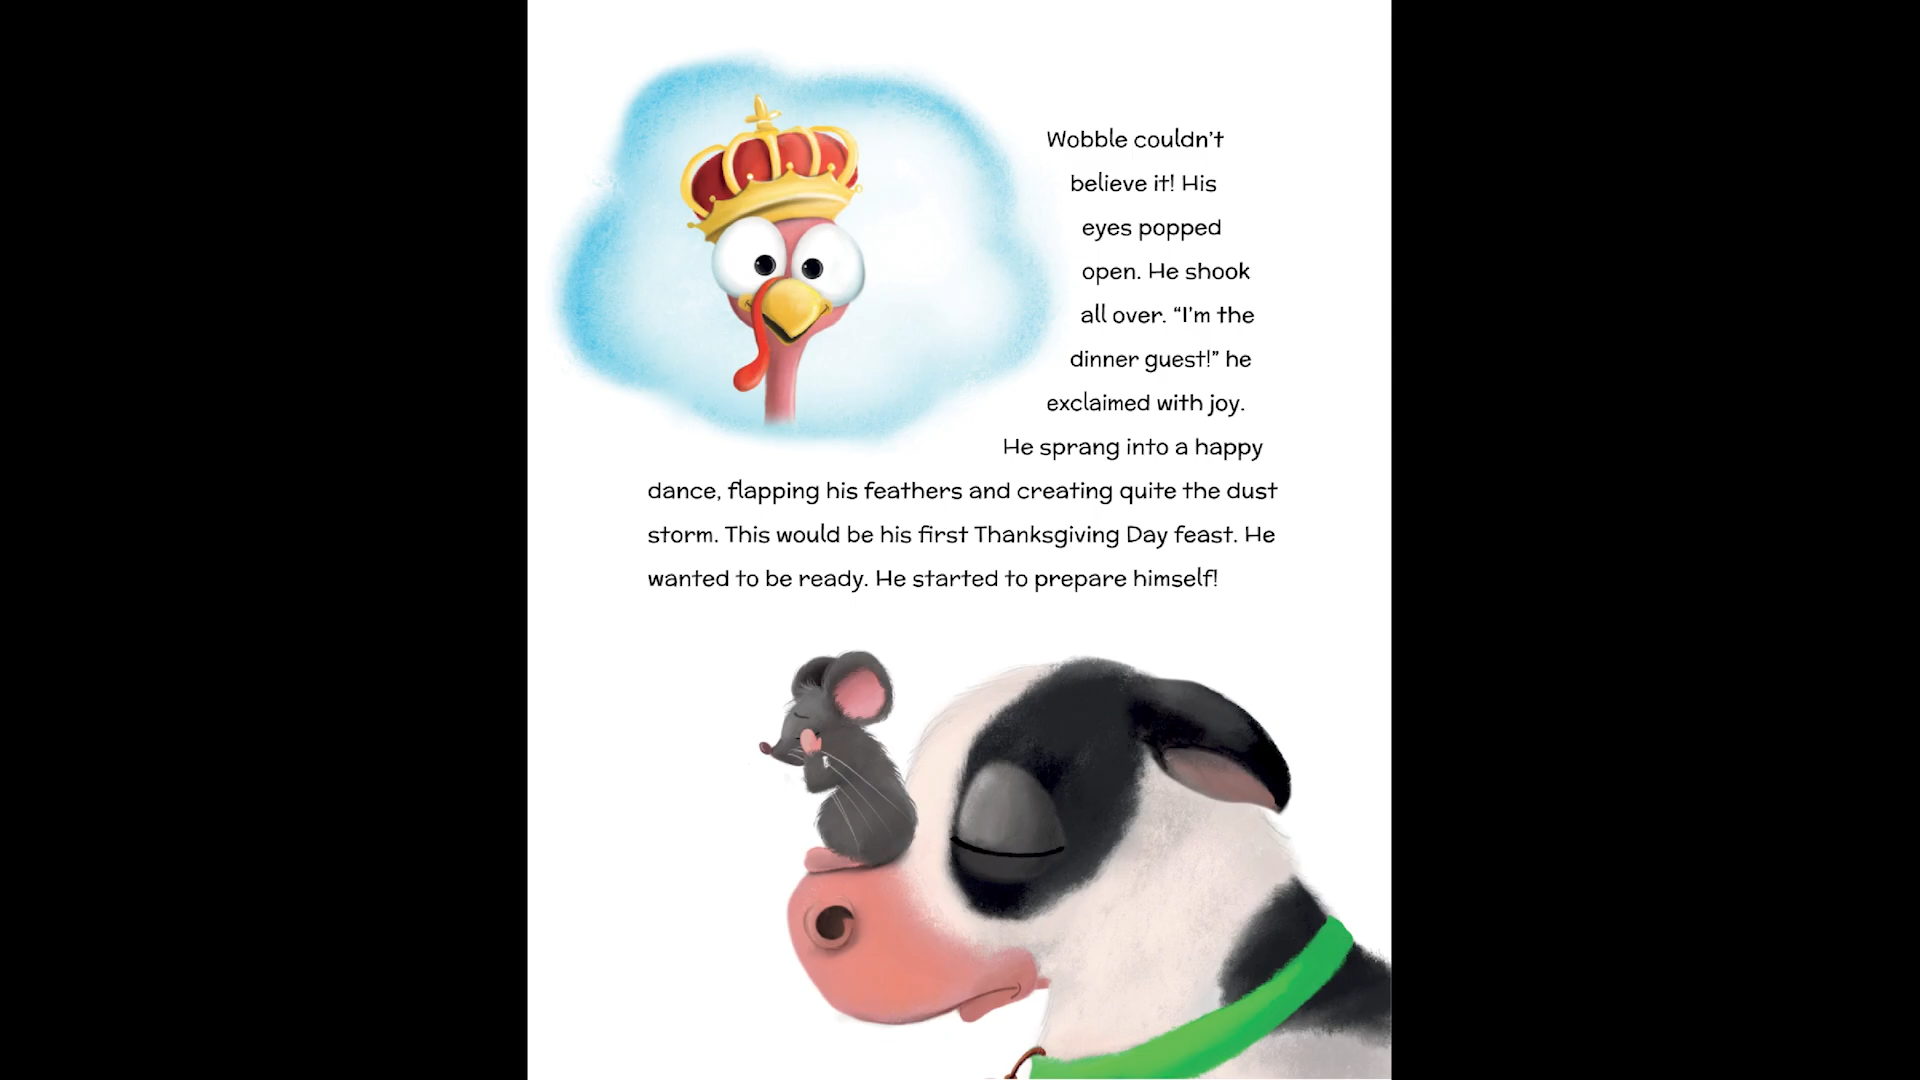 Wobble couldn't
believe it! His
eyes popped
open. He shook
all over. “I'm the
dinner guest!” he
exclaimed with joy.
He sprang into a happy
dance, flapping his feathers and creating quite the dust
storm. This would be his first Thanksgiving Day feast. He
wanted to be ready. He started to prepare himself!